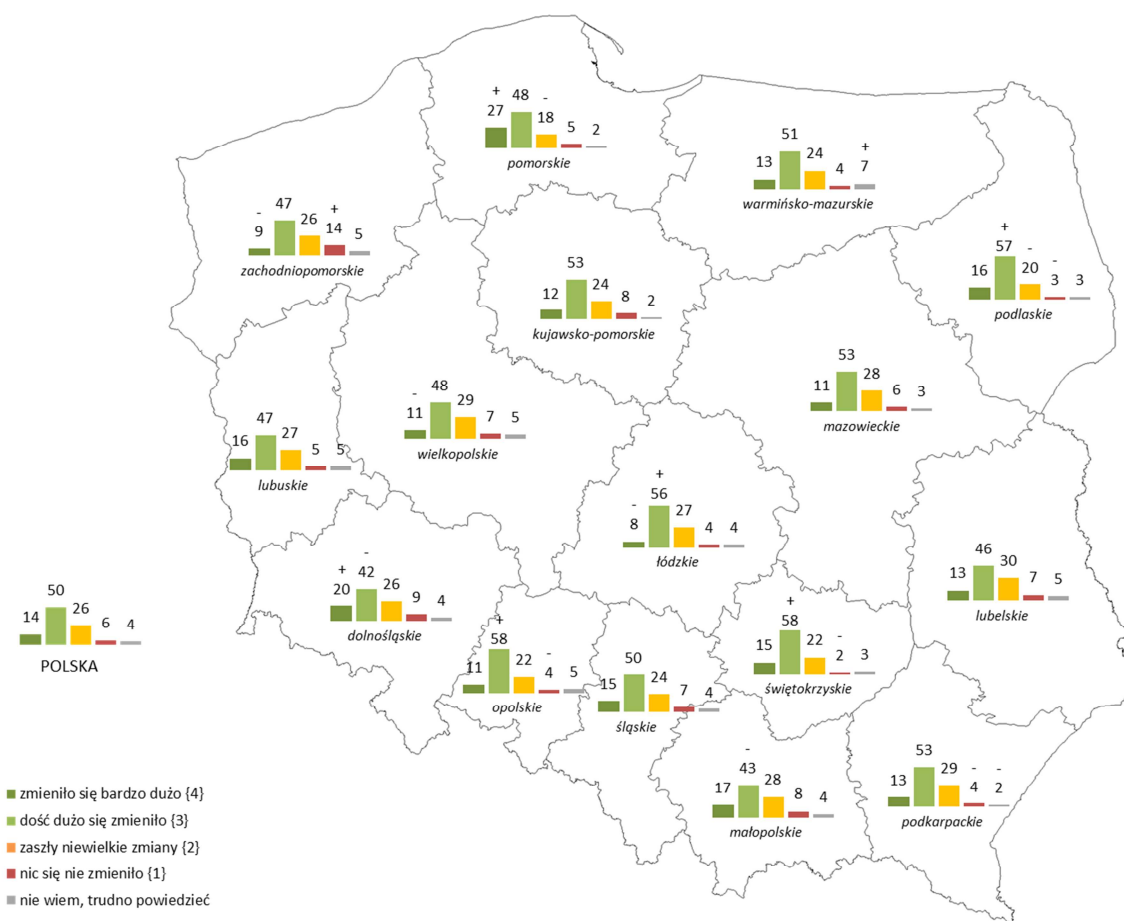 + -
27 48 18 5 2
pomorskie
+
13 51 24 4 7
warmińsko-mazurskie
- +
9 47 26 14 5
zachodniopomorskie
+ - -
16 57 20 3 3
podlaskie
12 53 24 8 2
kujawsko-pomorskie
11 53 28 6 3
mazowieckie
-
11 48 29 7 5
wielkopolskie
16 47 27 5 5
lubuskie
- +
8 56 27 4 4
łódzkie
13 46 30 7 5
lubelskie
+ -
20 42 26 9 4
dolnośląskie
14 50 26 6 4
POLSKA
+ -
11 58 22 4 5
opolskie
15 50 24 7 4
śląskie
+ -
15 58 22 2 3
świętokrzyskie
-
17 43 28 8 4
małopolskie
- -
13 53 29 4 2
podkarpackie
zmieniło się bardzo dużo {4}
dość dużo się zmieniło {3}
zaszły niewielkie zmiany {2}
nic się nie zmieniło {1}
nie wiem, trudno powiedzieć